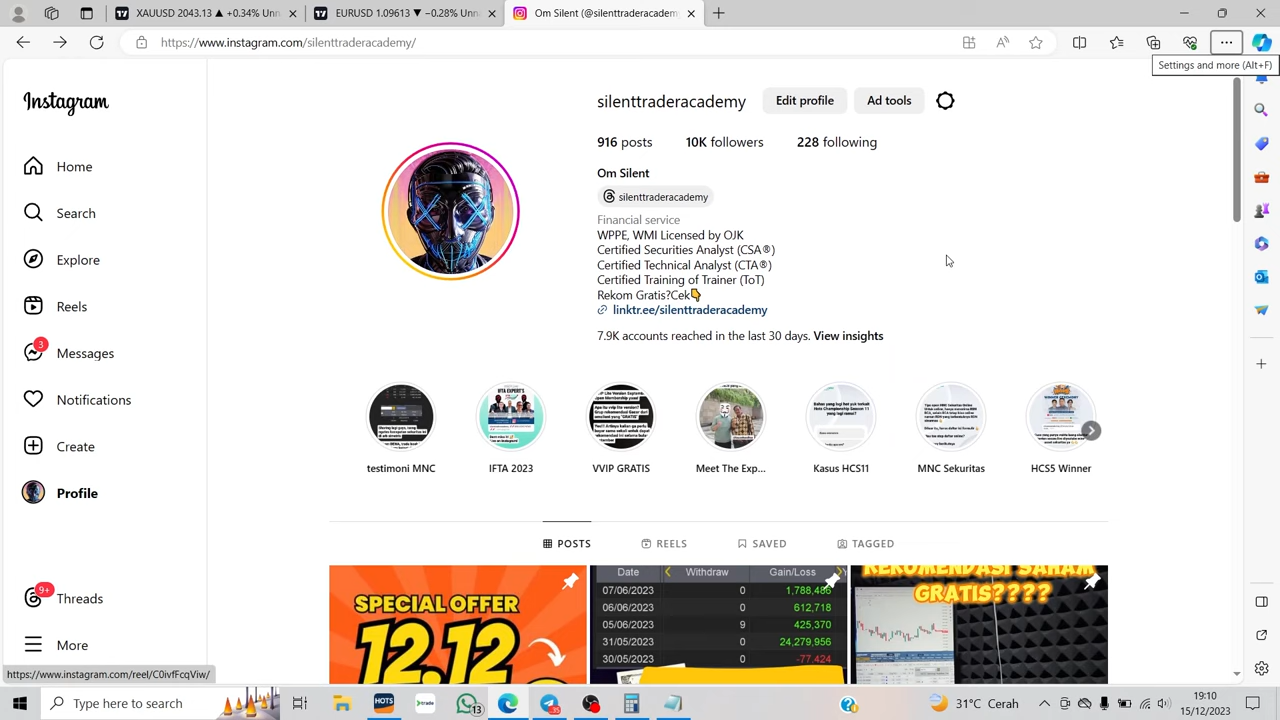 XAUUSD 2043.13 ▲ +0.34% Unn
EURUSD 1.09613 ▼ −0.28% Unn
Om Silent (@silenttraderacademy)
https://www.instagram.com/silenttraderacademy/
Settings and more (Alt+F)
Instagram
Home
Search
Explore
Reels
3
Messages
Notifications
Create
Profile
9+
Threads
More
silenttraderacademy
Edit profile
Ad tools
916 posts
10K followers
228 following
Om Silent
silenttraderacademy
Financial service
WPPE, WMI Licensed by OJK
Certified Securities Analyst (CSA®)
Certified Technical Analyst (CTA®)
Certified Training of Trainer (ToT)
Rekom Gratis?Cek👇
linktr.ee/silenttraderacademy
7.9K accounts reached in the last 30 days. View insights
testimoni MNC
IFTA 2023
VVIP GRATIS
Meet The Exp...
Kasus HCS11
MNC Sekuritas
HCS5 Winner
POSTS
REELS
SAVED
TAGGED
SPECIAL OFFER
12.12
Date Withdraw Gain/Loss
07/06/2023 0 1,788,486
06/06/2023 0 612,718
05/06/2023 9 425,370
31/05/2023 0 24,279,956
30/05/2023 0 -77,424
REKOMENDASI SAHAM
GRATIS????
Type here to search
HOTS
trade
13
35
31°C Cerah
19:10
15/12/2023